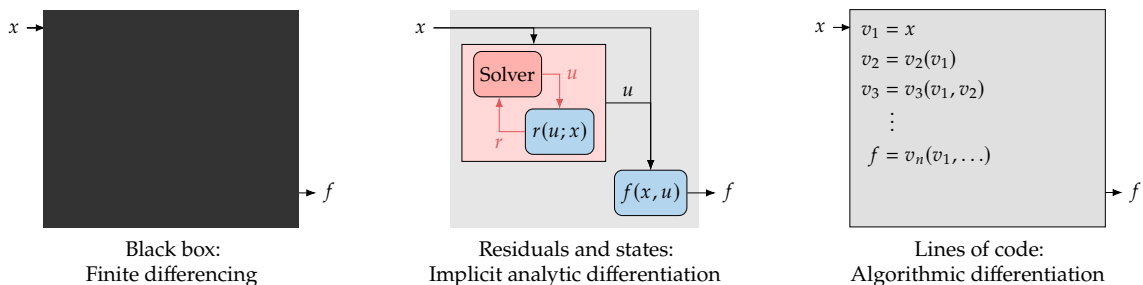 x
f
Black box:
Finite differencing
x
Solver
u
r
r(u; x)
u
f(x, u)
f
Residuals and states:
Implicit analytic differentiation
x
v₁ = x
v₂ = v₂(v₁)
v₃ = v₃(v₁, v₂)
⋮
f = vₙ(v₁, …)
f
Lines of code:
Algorithmic differentiation